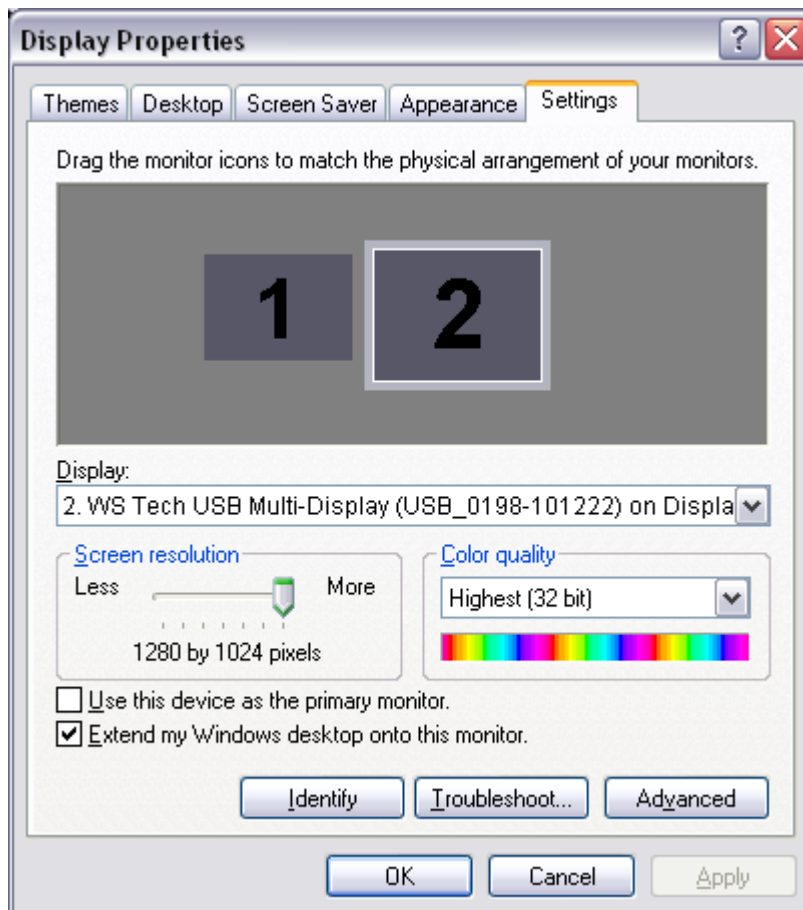 Display Properties
Themes Desktop Screen Saver Appearance Settings
Drag the monitor icons to match the physical arrangement of your monitors.
1 2
Display:
2. WS Tech USB Multi-Display (USB_0198-101222) on Displa
Screen resolution
Less More
1280 by 1024 pixels
Color quality
Highest (32 bit)
Use this device as the primary monitor.
Extend my Windows desktop onto this monitor.
Identify Troubleshoot... Advanced
OK Cancel Apply